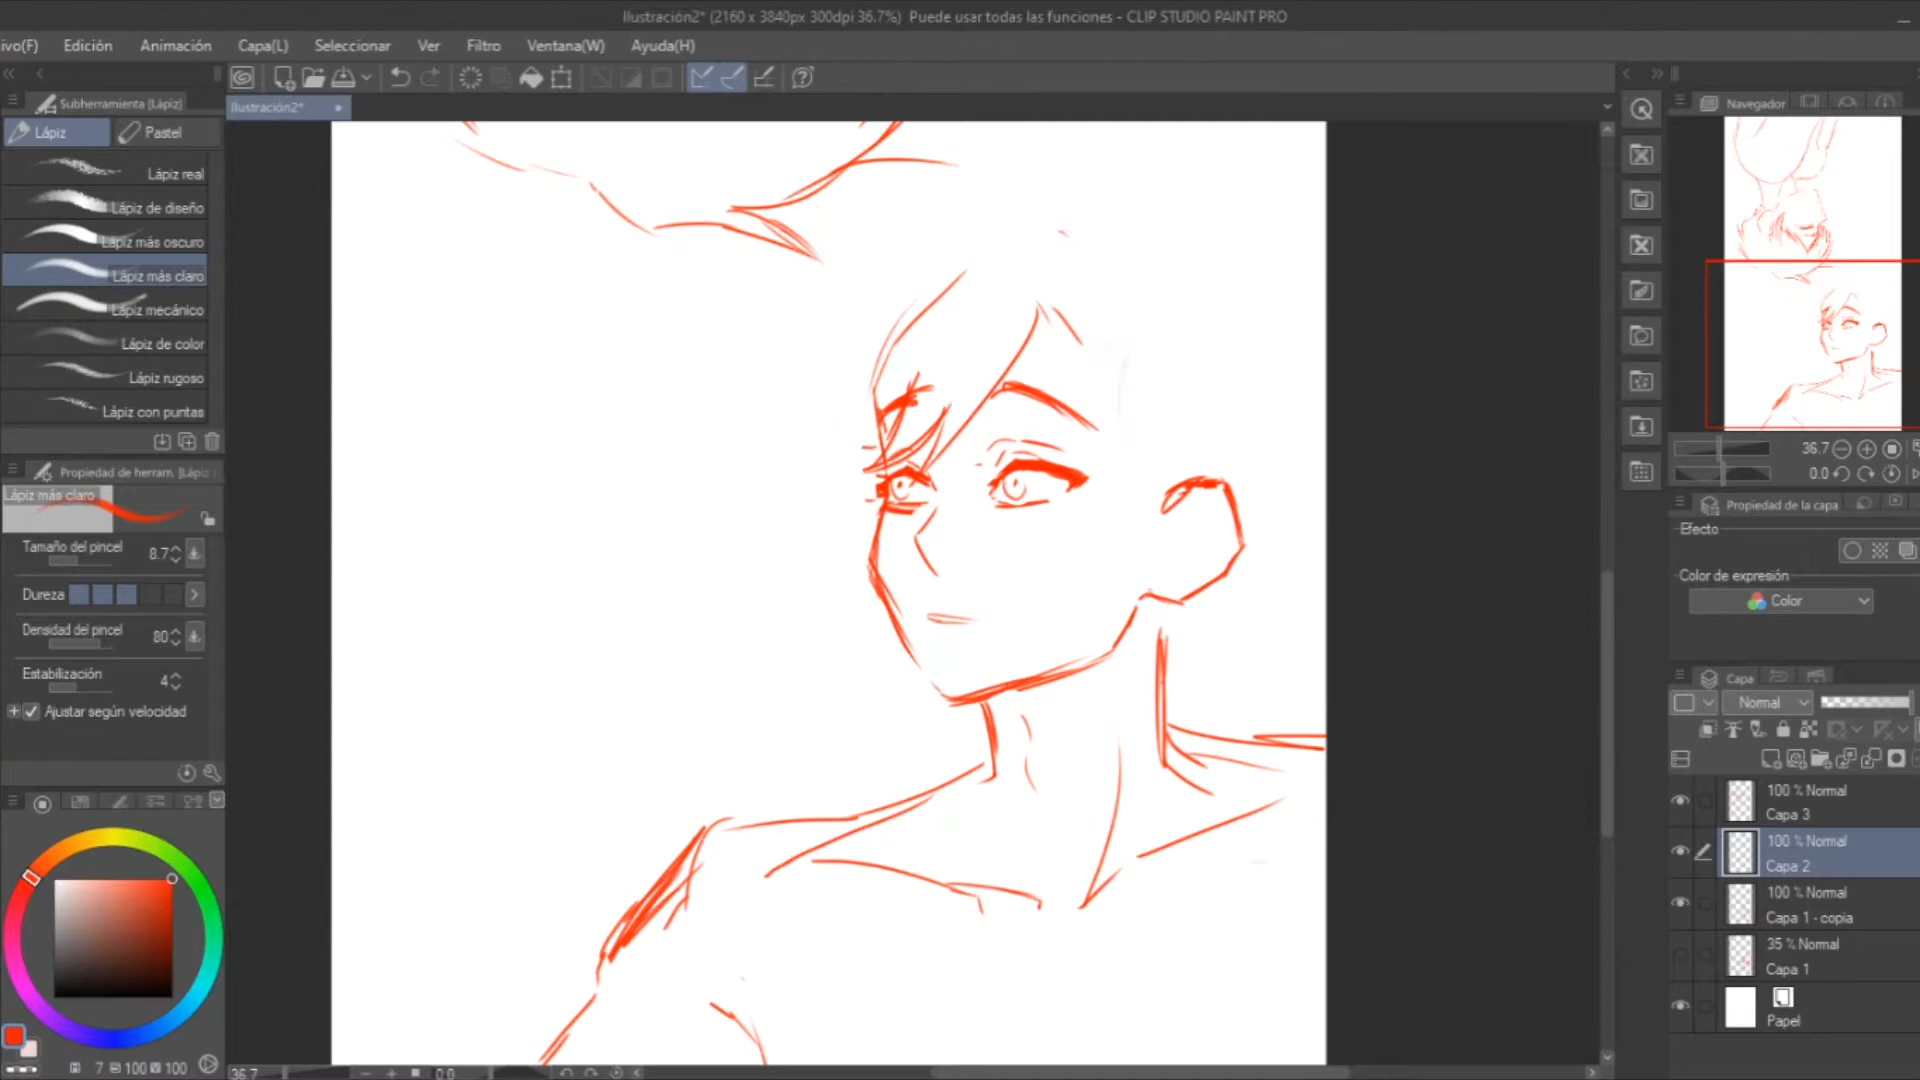 Ilustración2* (2160 x 3840px 300dpi 36.7%)  Puede usar todas las funciones - CLIP STUDIO PAINT PRO
ivo(F) Edición Animación Capa(L) Seleccionar Ver Filtro Ventana(W) Ayuda(H)
Subherramienta [Lápiz]
Ilustración2*
Navegador
Lápiz Pastel
Lápiz real
Lápiz de diseño
Lápiz más oscuro
Lápiz más claro
Lápiz mecánico
Lápiz de color
Lápiz rugoso
Lápiz con puntas
36.7
0.0
Propiedad de herram. [Lápiz
Lápiz más claro
Tamaño del pincel 8.7
Dureza
Densidad del pincel 80
Estabilización 4
Ajustar según velocidad
Propiedad de la capa
Efecto
Color de expresión
Color
Capa
Normal
100 % Normal
Capa 3
100 % Normal
Capa 2
100 % Normal
Capa 1 - copia
35 % Normal
Capa 1
Papel
7 100 100
36.7 0.0